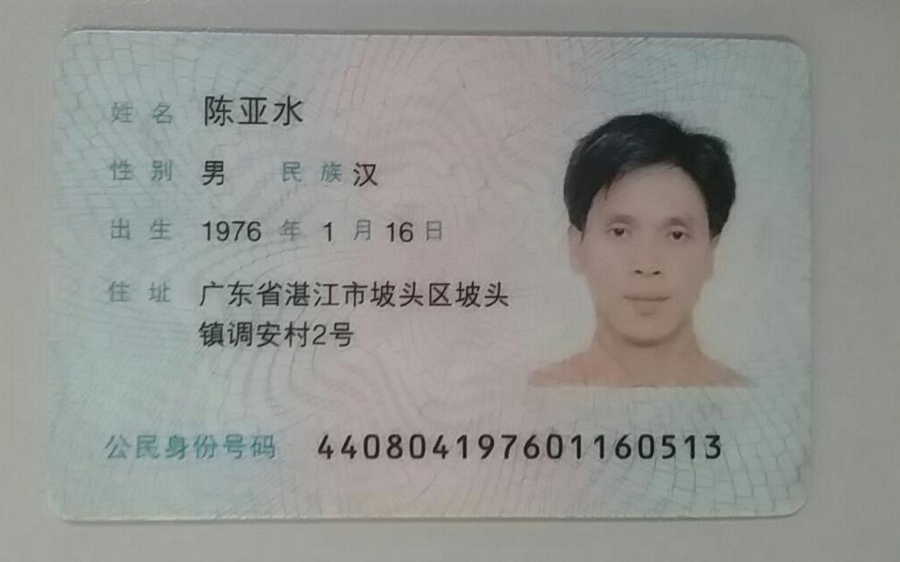 姓名 陈亚水
性别 男 民族 汉
出生 1976 年 1 月 16 日
住址 广东省湛江市坡头区坡头
镇调安村2号
公民身份号码 440804197601160513